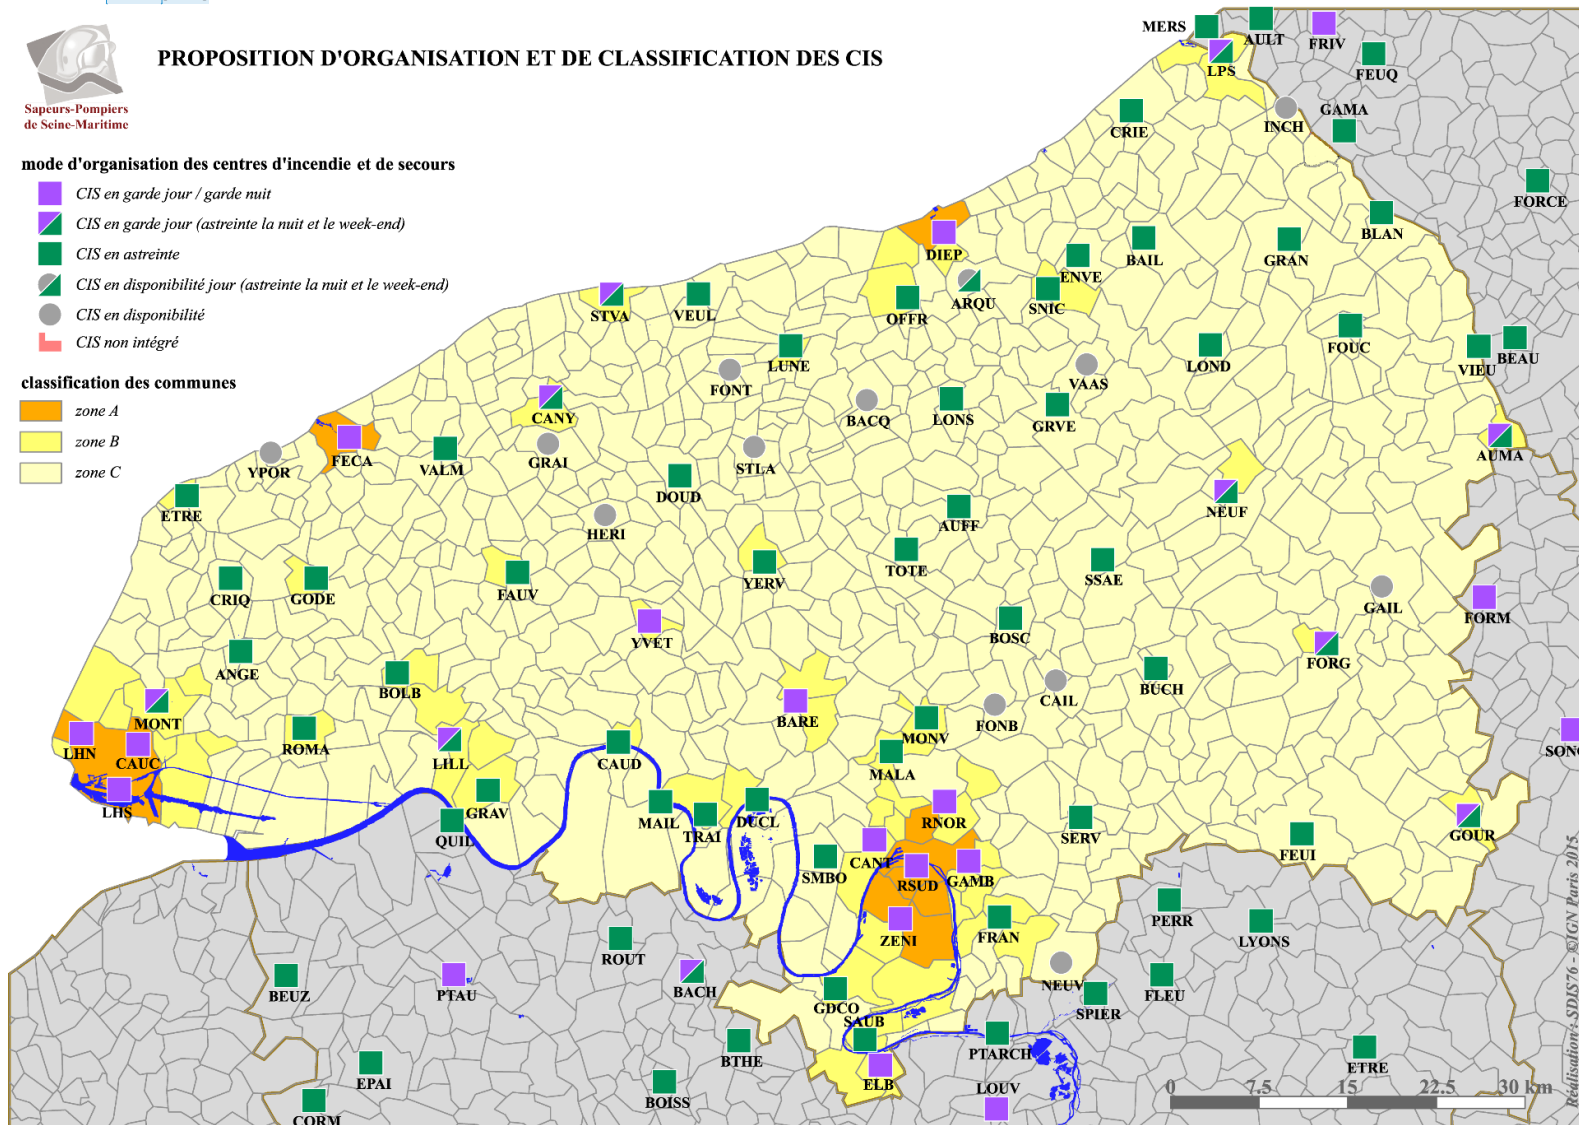 PROPOSITION D'ORGANISATION ET DE CLASSIFICATION DES CIS
Sapeurs-Pompiers
de Seine-Maritime
mode d'organisation des centres d'incendie et de secours
CIS en garde jour / garde nuit
CIS en garde jour (astreinte la nuit et le week-end)
CIS en astreinte
CIS en disponibilité jour (astreinte la nuit et le week-end)
CIS en disponibilité
CIS non intégré
classification des communes
zone A
zone B
zone C
MERS
AULT
FRIV
LPS
FEUQ
CRIE
INCH
GAMA
FORCE
BLAN
DIEP
BAIL
GRAN
ENVE
ARQU
SNIC
OFFR
STVA
VEUL
LUNE
FONT
LOND
FOUC
VIEU
BEAU
VAAS
CANY
BACQ
LONS
GRVE
AUMA
YPOR
FECA
VALM
GRAI
STLA
DOUD
NEUF
ETRE
HERI
AUFF
TOTE
SSAE
CRIQ
GODE
FAUV
YERV
GAIL
FORM
YVET
BOSC
FORG
ANGE
BOLB
BUCH
CAIL
MONT
BARE
FONB
MONV
LHN
CAUC
ROMA
LILL
CAUD
MALA
SONG
LHS
GRAV
MAIL
TRAI
DUCL
RNOR
QUIL
SERV
GOUR
FEUI
CANT
SMBO
RSUD
GAMB
PERR
ZENI
FRAN
LYONS
ROUT
BEUZ
PTAU
BACH
NEUV
FLEU
GDCO
SPIER
SAUB
BTHE
PTARCH
ETRE
EPAI
ELB
LOUV
BOISS
CORM
0 7.5 15 22.5 30 km
Réalisation : SDIS76 - ©IGN Paris 2015